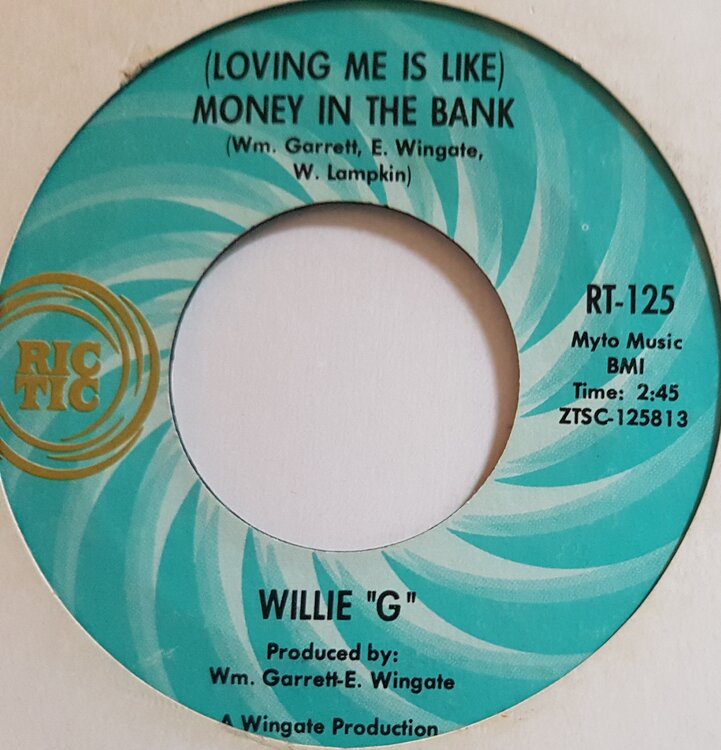 (LOVING ME IS LIKE)
MONEY IN THE BANK
(Wm. Garrett, E. Wingate,
W. Lampkin)
RIC
TIC
RT-125
Myto Music
BMI
Time: 2:45
ZTSC-125813
WILLIE "G"
Produced by:
Wm. Garrett-E. Wingate
A Wingate Production